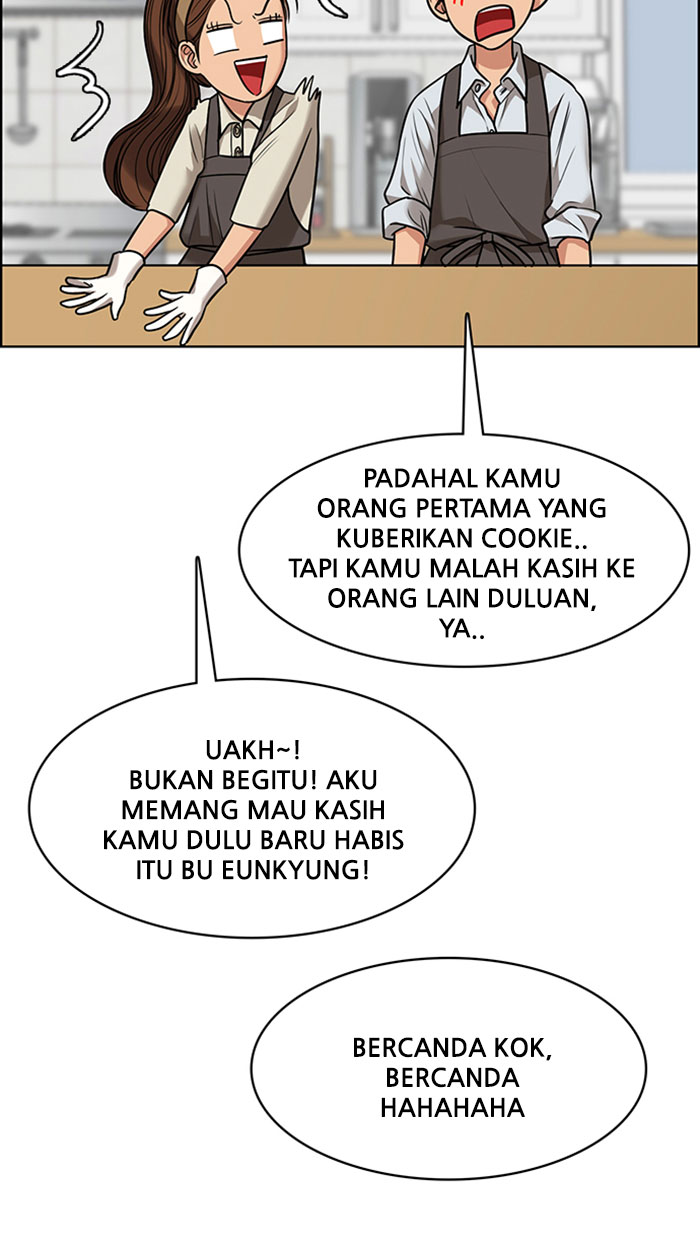 PADAHAL KAMU
ORANG PERTAMA YANG
KUBERIKAN COOKIE..
TAPI KAMU MALAH KASIH KE
ORANG LAIN DULUAN,
YA..
UAKH~!
BUKAN BEGITU! AKU
MEMANG MAU KASIH
KAMU DULU BARU HABIS
ITU BU EUNKYUNG!
BERCANDA KOK,
BERCANDA
HAHAHAHA